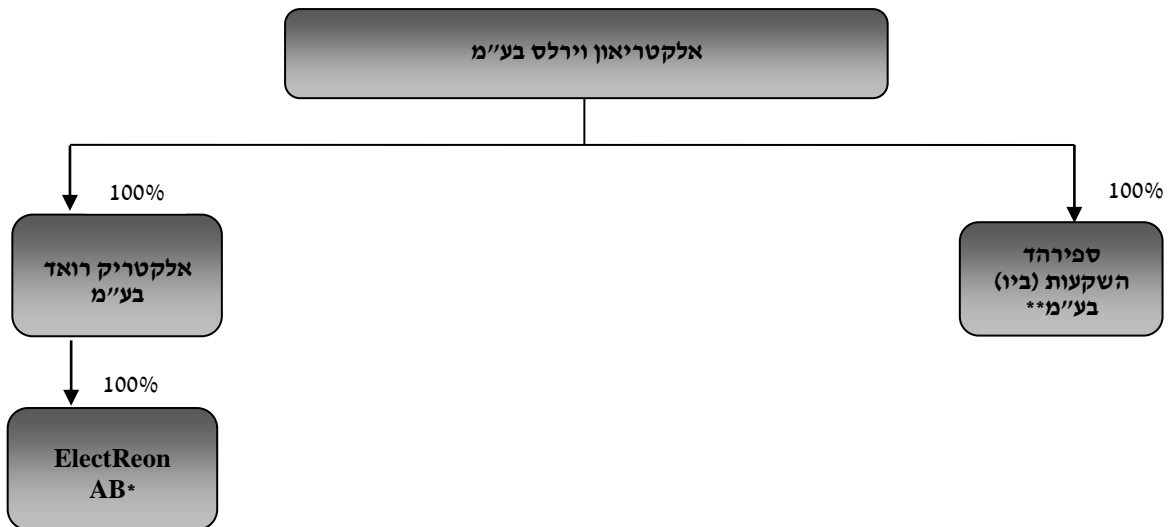 אלקטריאון וירלס בע״מ
100%
100%
ספירהד
השקעות (ביו)
בע״מ**
אלקטריק רואד
בע״מ
100%
ElectReon
AB*